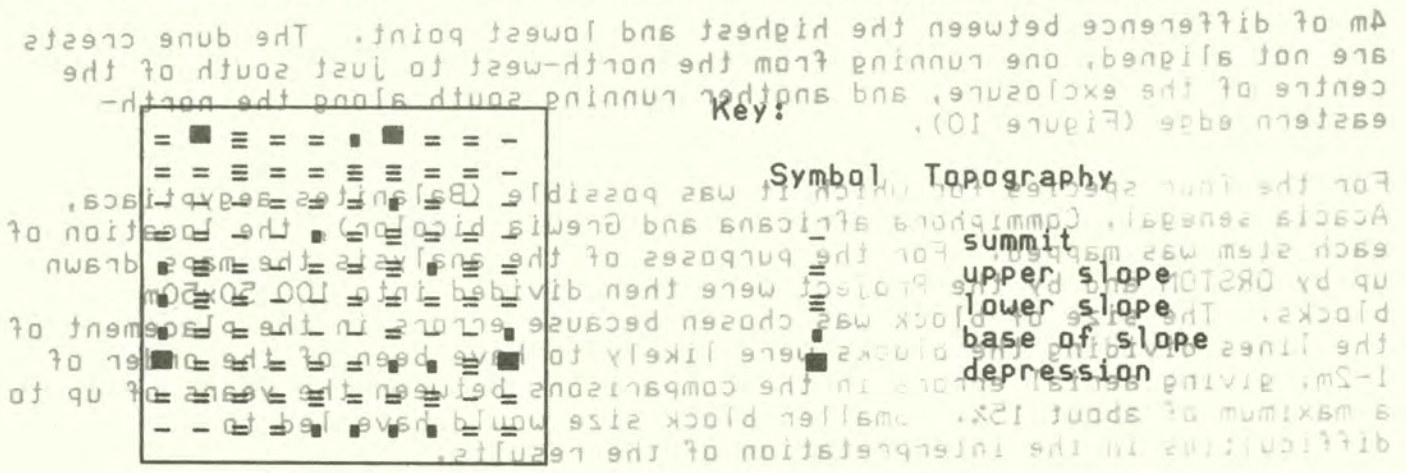 4m of difference between the highest and lowest point. The dune crests
are not aligned, one running from the north-west to just south of the
centre of the exclosure, and another running south along the north-
Key:
eastern edge (Figure 10).
Symbol Topography
For the four species for which it was possible (Balanites aegyptiaca,
Acacia senegal, Commiphora africana and Grewia bicolor), the location of
– summit
each stem was mapped. For the purposes of the analysis the maps drawn
= upper slope
up by ORSTOM and by the Project were then divided into 100 50x50m
≡ lower slope
blocks. The size of block was chosen because errors in the placement of
▪ base of slope
the lines dividing the blocks were likely to have been of the order of
■ depression
1-2m, giving aerial errors in the comparisons between the years of up to
a maximum of about 15%. Smaller block size would have led to
difficulties in the interpretation of the results.